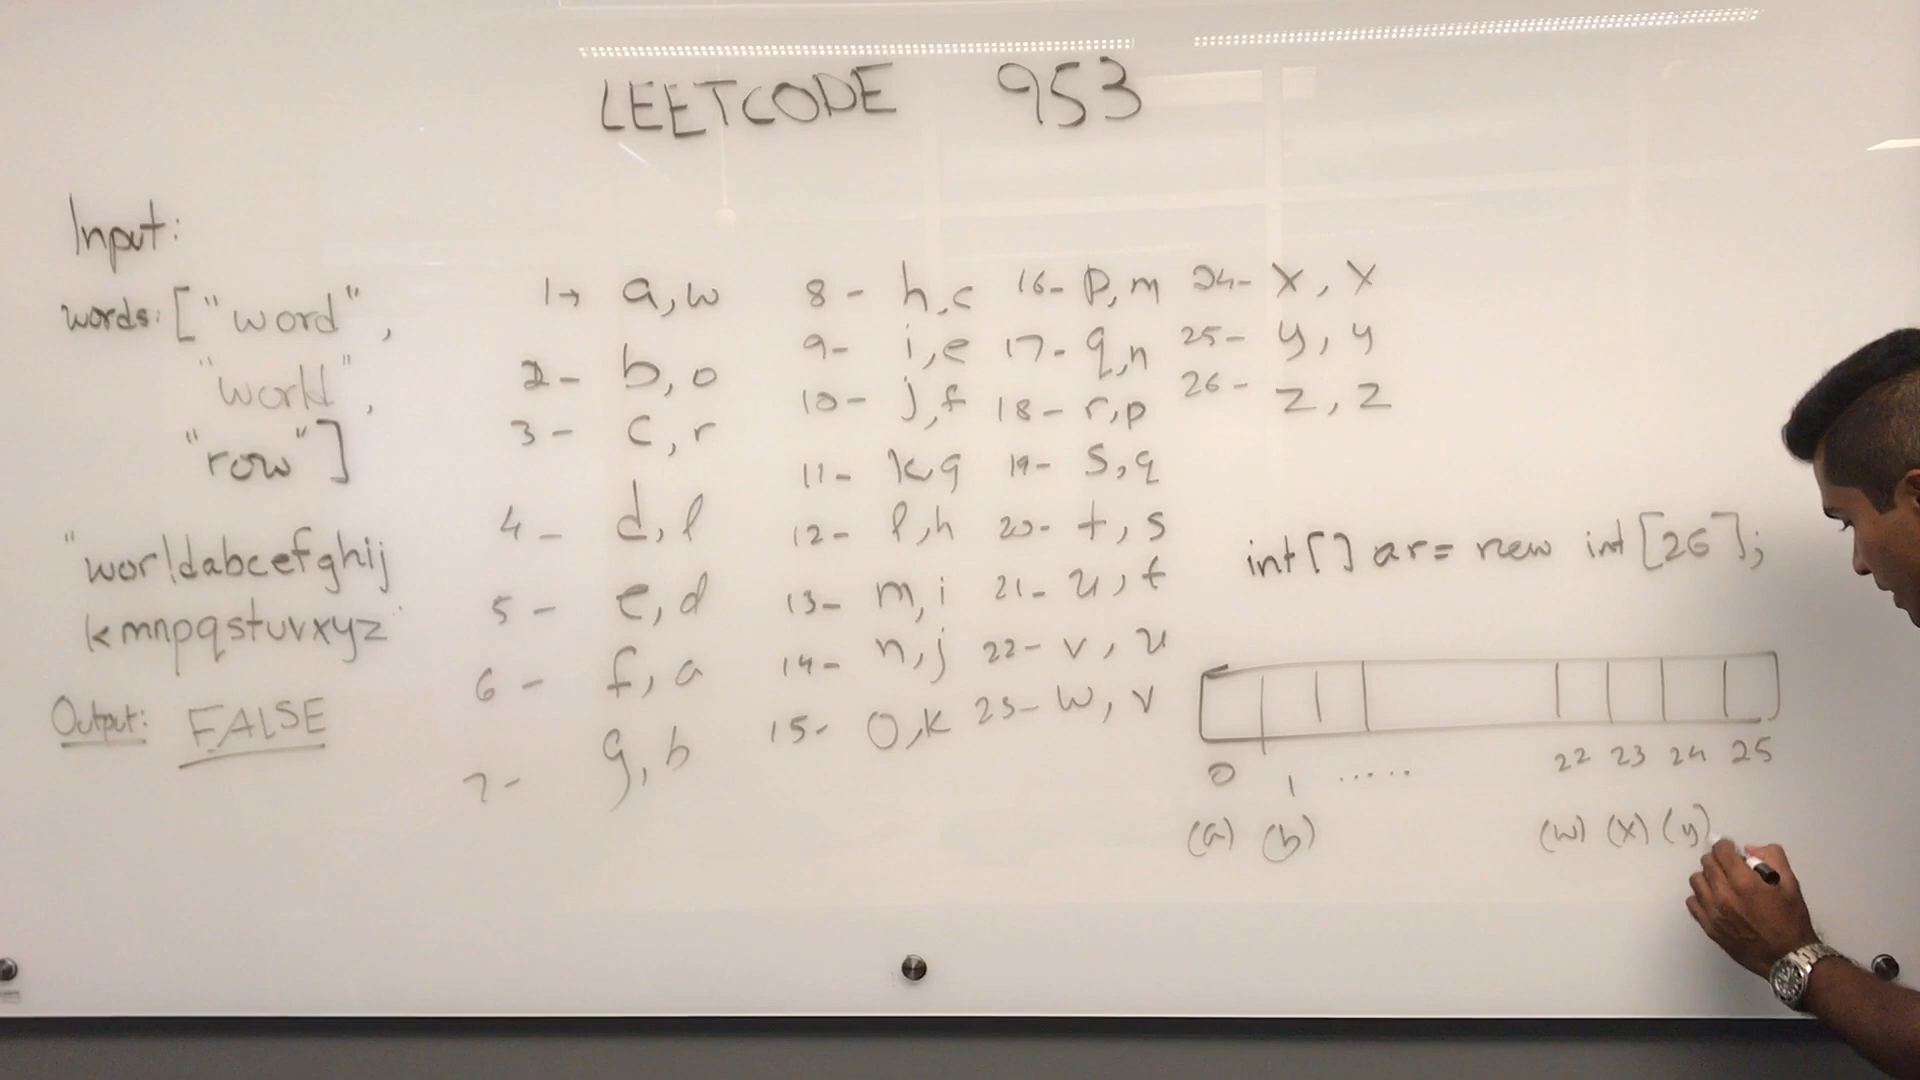 LEETCODE 953
Input:
words: ["word",
"world",
"row"]
"worldabcefghij
kmnpqstuvxyz"
Output: FALSE
1→ a, w
2- b, o
3- c, r
4- d, l
5- e, d
6- f, a
7- g, b
8- h, c
9- i, e
10- j, f
11- k, g
12- l, h
13- m, i
14- n, j
15- o, k
16- p, m
17- q, n
18- r, p
19- s, q
20- t, s
21- u, t
22- v, u
23- w, v
24- x, x
25- y, y
26- z, z
int[] ar = new int[26];
0 1 ..... 22 23 24 25
(a) (b) (w) (x) (y)